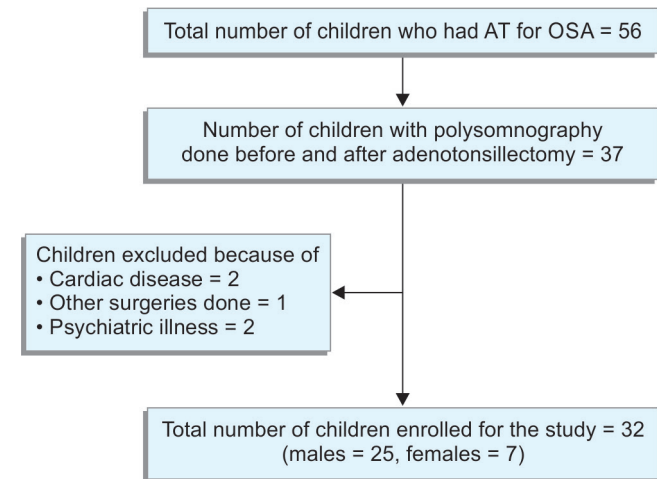 Total number of children who had AT for OSA = 56
Number of children with polysomnography
done before and after adenotonsillectomy = 37
Children excluded because of
• Cardiac disease = 2
• Other surgeries done = 1
• Psychiatric illness = 2
Total number of children enrolled for the study = 32
(males = 25, females = 7)